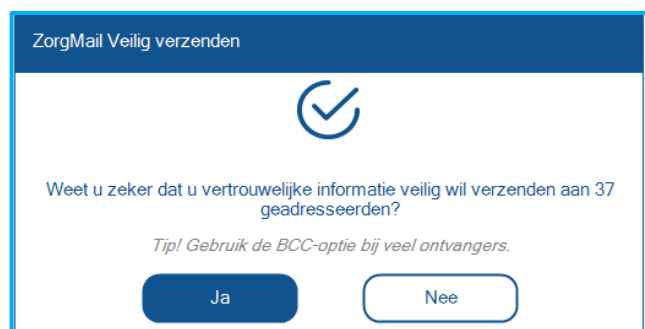 ZorgMail Veilig verzenden
Weet u zeker dat u vertrouwelijke informatie veilig wil verzenden aan 37
geadresseerden?
Tip! Gebruik de BCC-optie bij veel ontvangers.
Ja
Nee